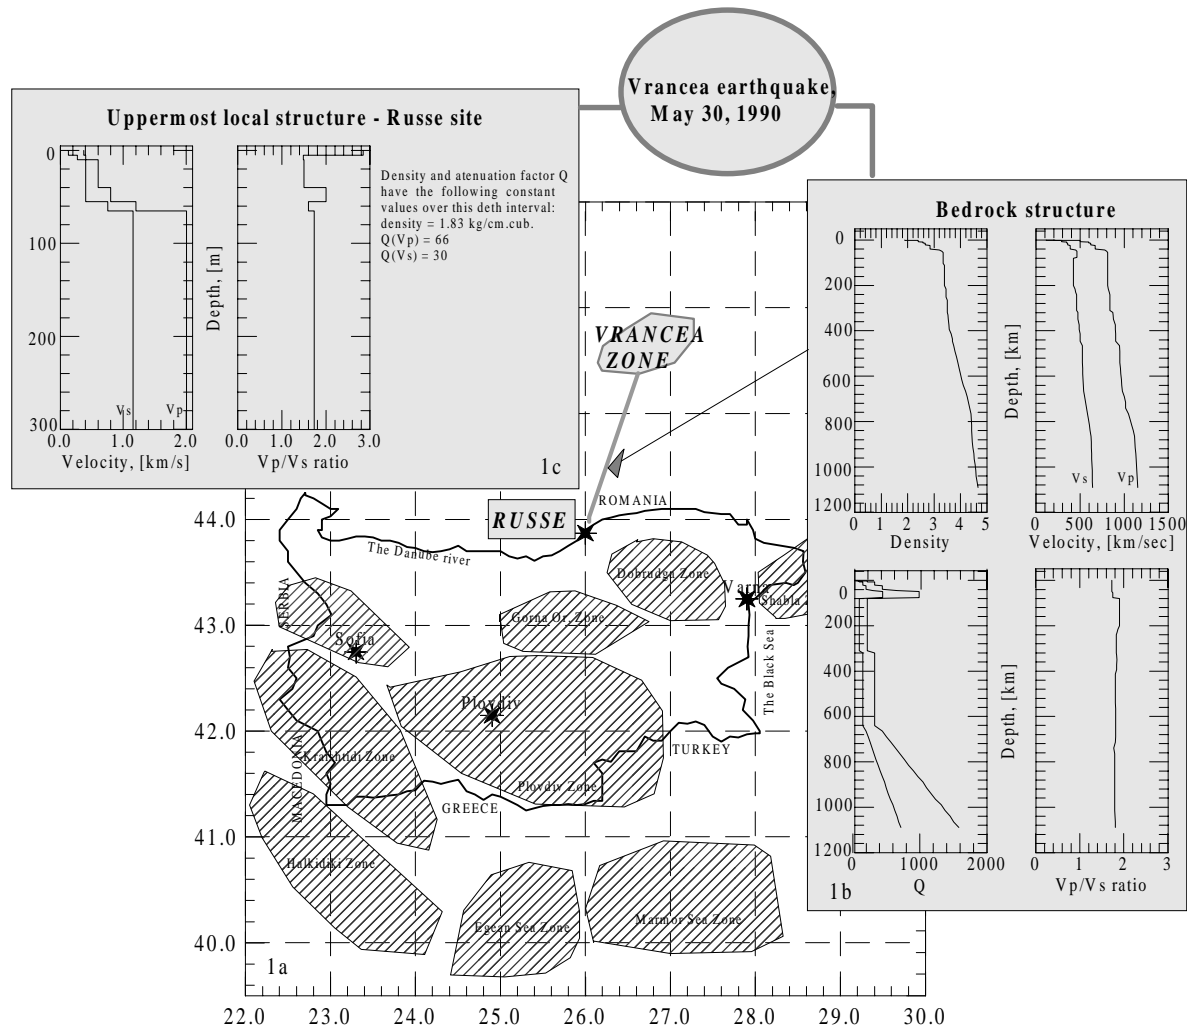 Vrancea earthquake,
May 30, 1990
Uppermost local structure - Russe site
0
100
200
300
Depth, [m]
Vs
Vp
0.0 1.0 2.0
Velocity, [km/s]
0.0 1.0 2.0 3.0
Vp/Vs ratio
Density and atenuation factor Q
have the following constant
values over this deth interval:
density = 1.83 kg/cm.cub.
Q(Vp) = 66
Q(Vs) = 30
1c
Bedrock structure
0
200
400
600
800
1000
1200
0 1 2 3 4 5
Density
Depth, [km]
Vs
Vp
0 500 1000 1500
Velocity, [km/sec]
0
200
400
600
800
1000
1200
0 1000 2000
Q
1b
Depth, [km]
0 1 2 3
Vp/Vs ratio
VRANCEA
ZONE
RUSSE
ROMANIA
The Danube river
Dobrudga Zone
Varna
Shabla
SERBIA
Gorna Or. Zone
Sofia
The Black Sea
Plovdiv
TURKEY
MACEDONIA
Kraishtidi Zone
Plovdiv Zone
GREECE
Halkidiki Zone
Egean Sea Zone
Marmor Sea Zone
1a
44.0
43.0
42.0
41.0
40.0
22.0 23.0 24.0 25.0 26.0 27.0 28.0 29.0 30.0